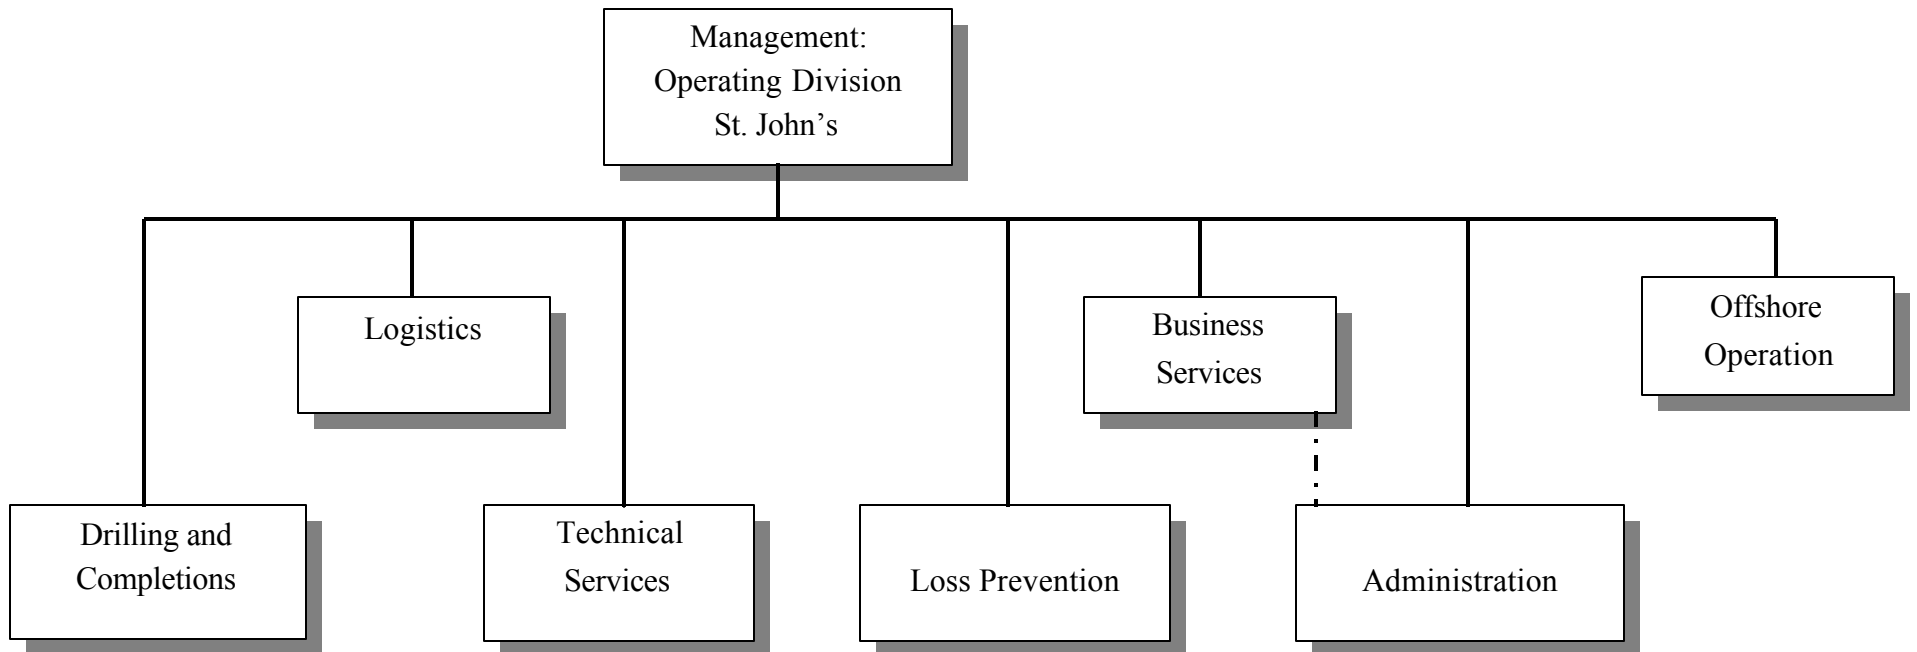 Management:
Operating Division
St. John’s
Logistics
Business
Services
Offshore
Operation
Drilling and
Completions
Technical
Services
Loss Prevention
Administration